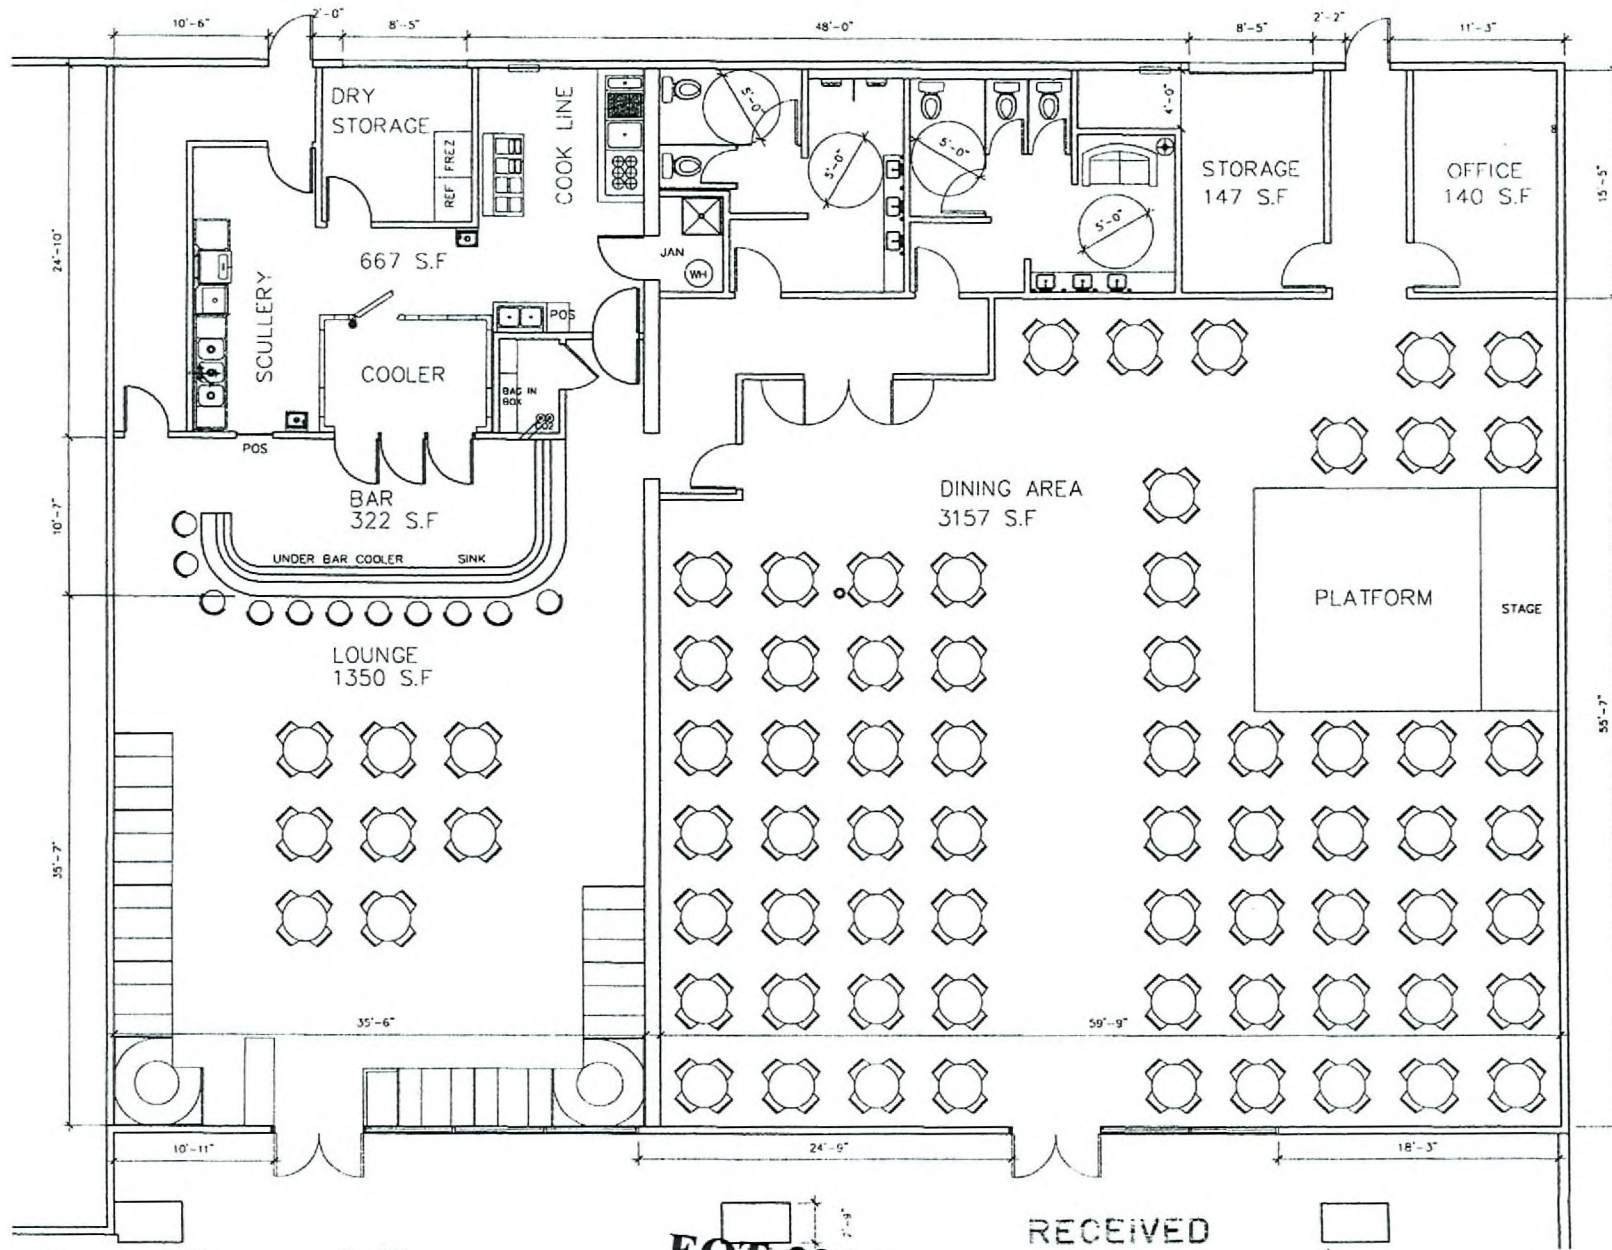 10'-6"
2'-0"
8'-5"
48'-0"
8'-5"
2'-2"
11'-3"
DRY
STORAGE
REF FREZ
COOK LINE
5'-0"
5'-0"
5'-0"
5'-0"
4'-0"
STORAGE
147 S.F
OFFICE
140 S.F
8
15'-5"
24'-10"
667 S.F
SCULLERY
JAN
WH
POS
COOLER
BAG IN
BOX
POS
BAR
322 S.F
10'-7"
UNDER BAR COOLER
SINK
DINING AREA
3157 S.F
PLATFORM
STAGE
LOUNGE
1350 S.F
55'-7"
35'-7"
35'-6"
59'-9"
10'-11"
24'-9"
18'-3"
2'-9"
RECEIVED